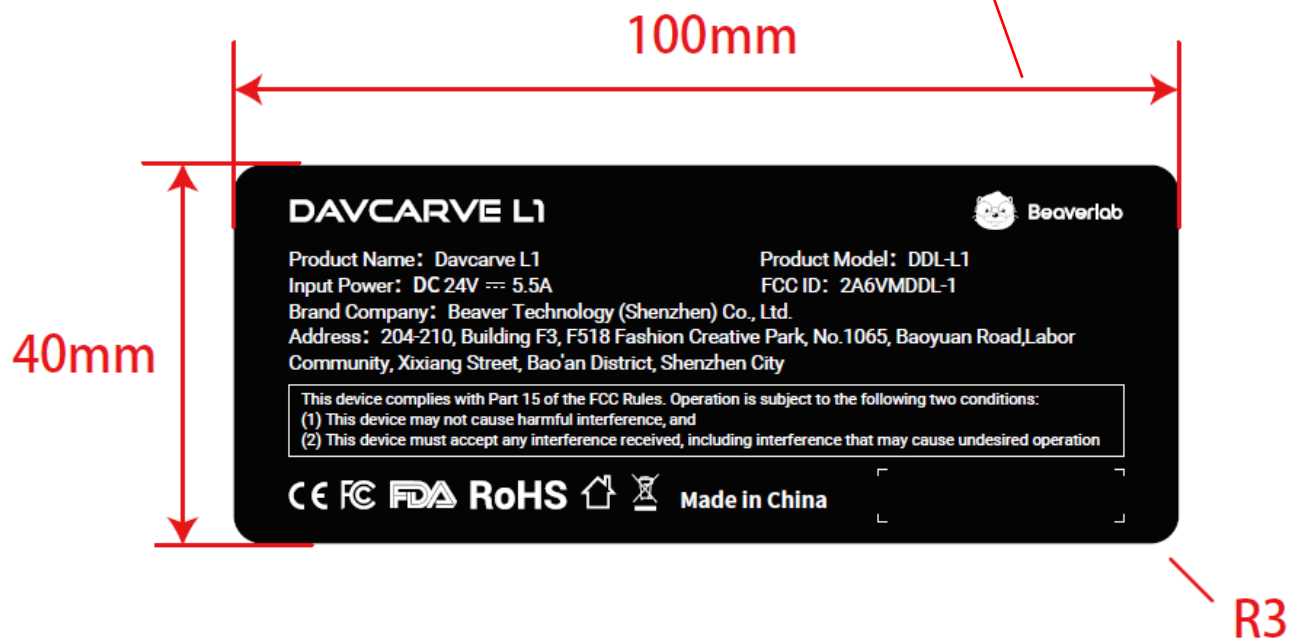 100mm
40mm
DAVCARVE L1
Beaverlab
Product Name： Davcarve L1
Product Model： DDL-L1
Input Power： DC 24V ⎓ 5.5A
FCC ID： 2A6VMDDL-1
Brand Company： Beaver Technology (Shenzhen) Co., Ltd.
Address： 204-210, Building F3, F518 Fashion Creative Park, No.1065, Baoyuan Road,Labor
Community, Xixiang Street, Bao'an District, Shenzhen City
This device complies with Part 15 of the FCC Rules. Operation is subject to the following two conditions:
(1) This device may not cause harmful interference, and
(2) This device must accept any interference received, including interference that may cause undesired operation
CE FC FDA RoHS Made in China
R3